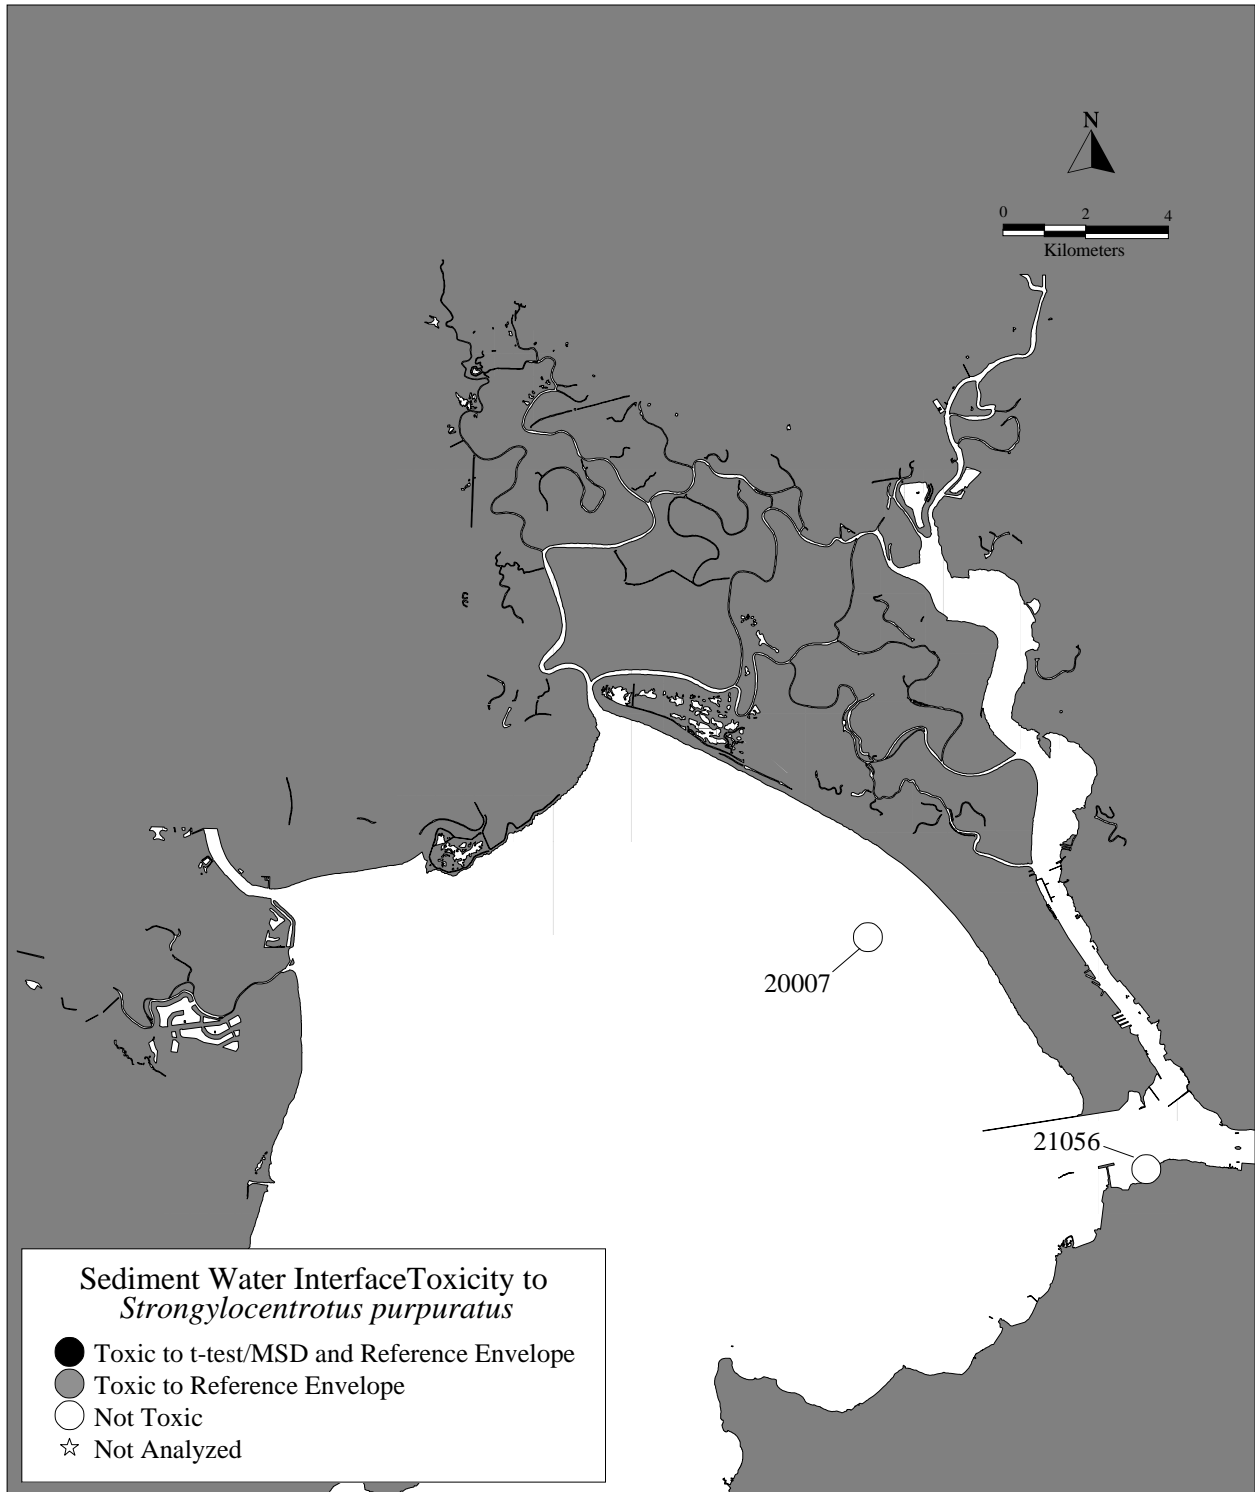 N
0 2 4
Kilometers
20007
21056
Sediment Water InterfaceToxicity to
Strongylocentrotus purpuratus
Toxic to t-test/MSD and Reference Envelope
Toxic to Reference Envelope
Not Toxic
Not Analyzed